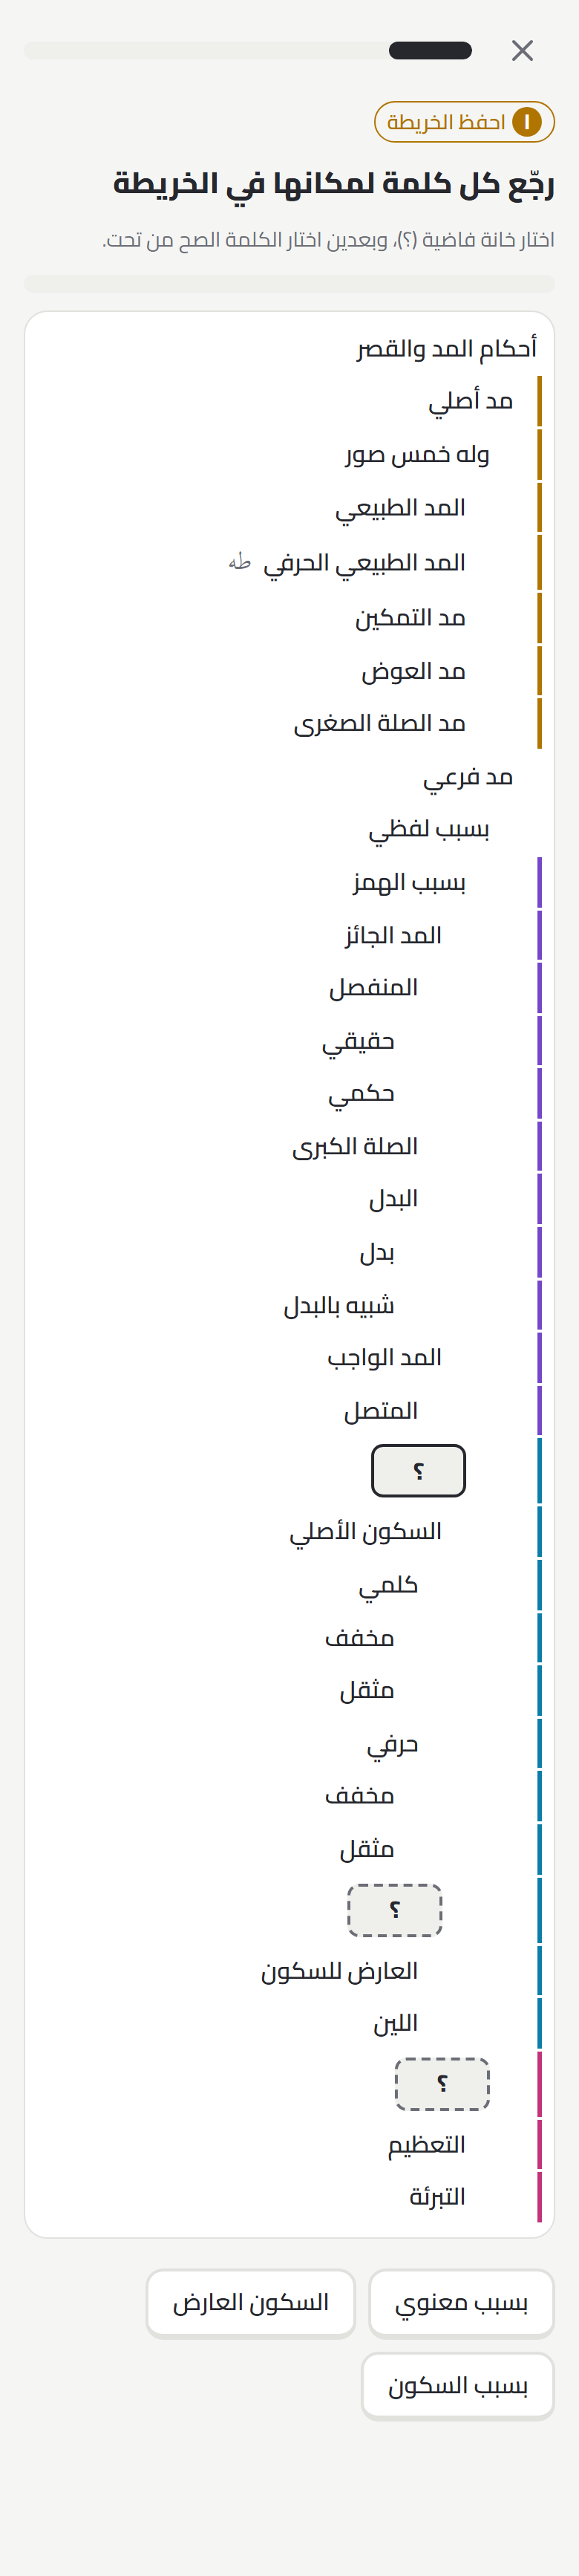 ا احفظ الخريطة
رجّع كل كلمة لمكانها في الخريطة
اختار خانة فاضية (؟)، وبعدين اختار الكلمة الصح من تحت.
أحكام المد والقصر
مد أصلي
وله خمس صور
المد الطبيعي
المد الطبيعي الحرفي طه
مد التمكين
مد العوض
مد الصلة الصغرى
مد فرعي
بسبب لفظي
بسبب الهمز
المد الجائز
المنفصل
حقيقي
حكمي
الصلة الكبرى
البدل
بدل
شبيه بالبدل
المد الواجب
المتصل
؟
السكون الأصلي
كلمي
مخفف
مثقل
حرفي
مخفف
مثقل
؟
العارض للسكون
اللين
؟
التعظيم
التبرئة
بسبب معنوي السكون العارض
بسبب السكون